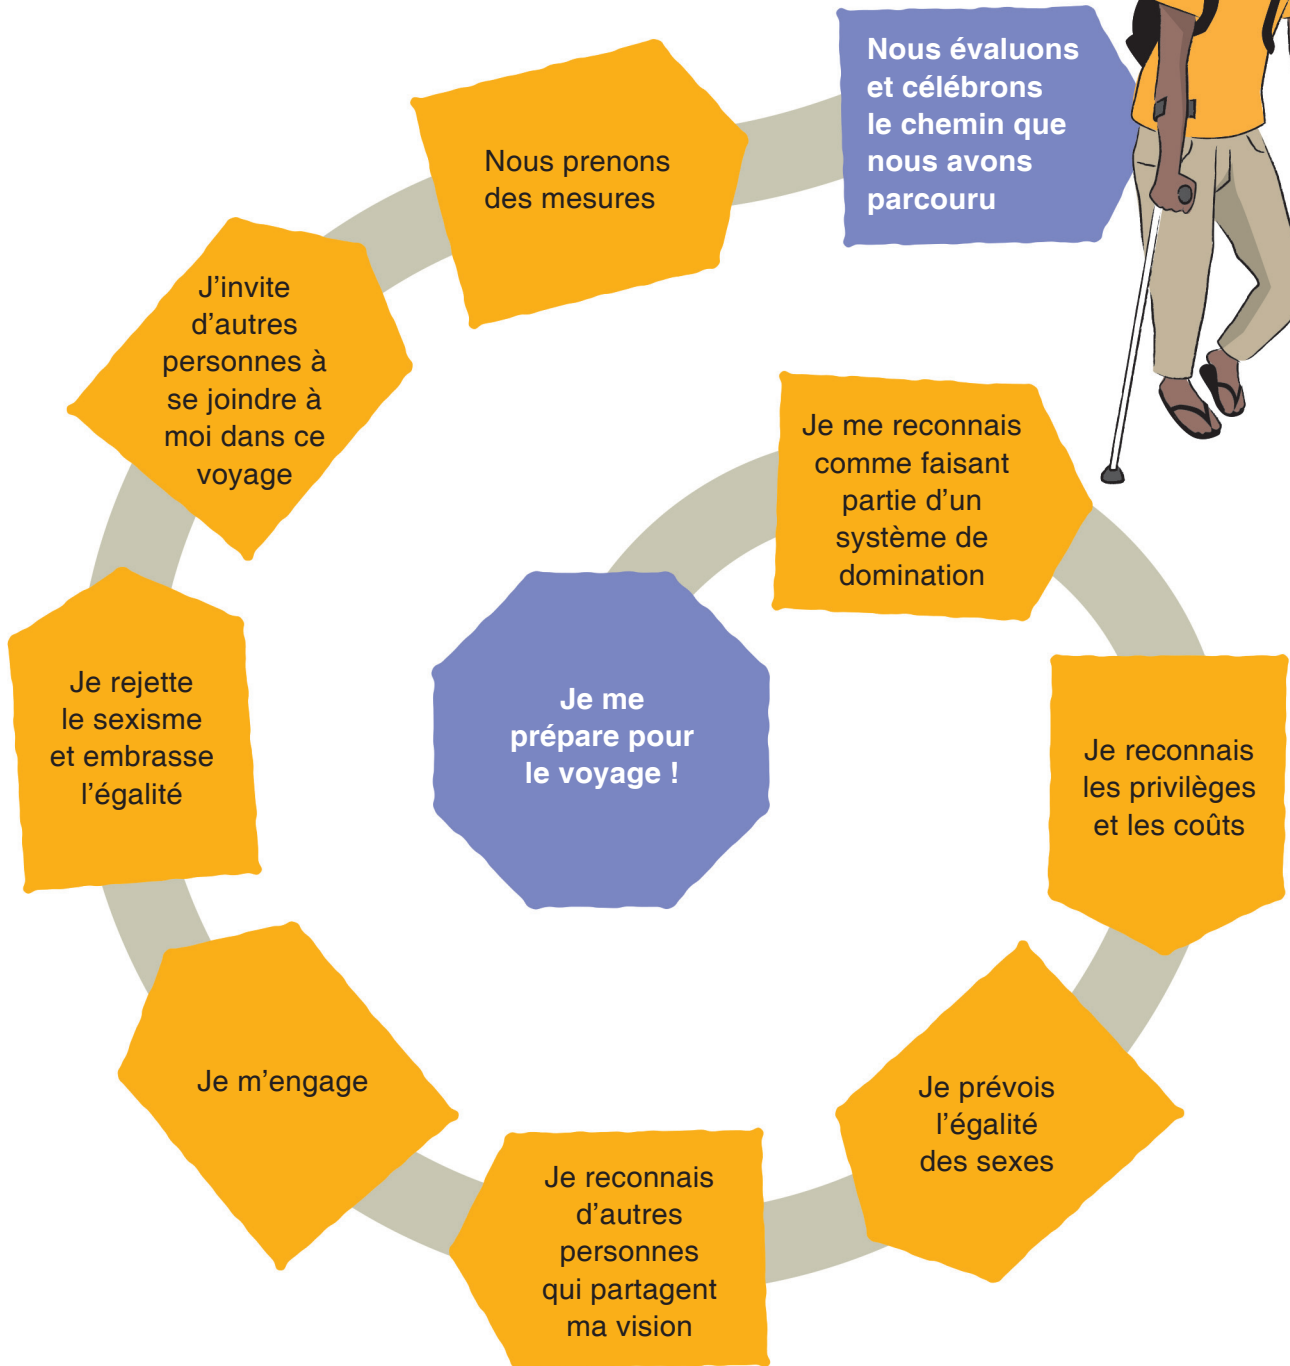 Je me
prépare pour
le voyage !
Je me reconnais
comme faisant
partie d’un
système de
domination
Je reconnais
les privilèges
et les coûts
Je prévois
l’égalité
des sexes
Je reconnais
d’autres
personnes
qui partagent
ma vision
Je m’engage
Je rejette
le sexisme
et embrasse
l’égalité
J’invite
d’autres
personnes à
se joindre à
moi dans ce
voyage
Nous prenons
des mesures
Nous évaluons
et célébrons
le chemin que
nous avons
parcouru